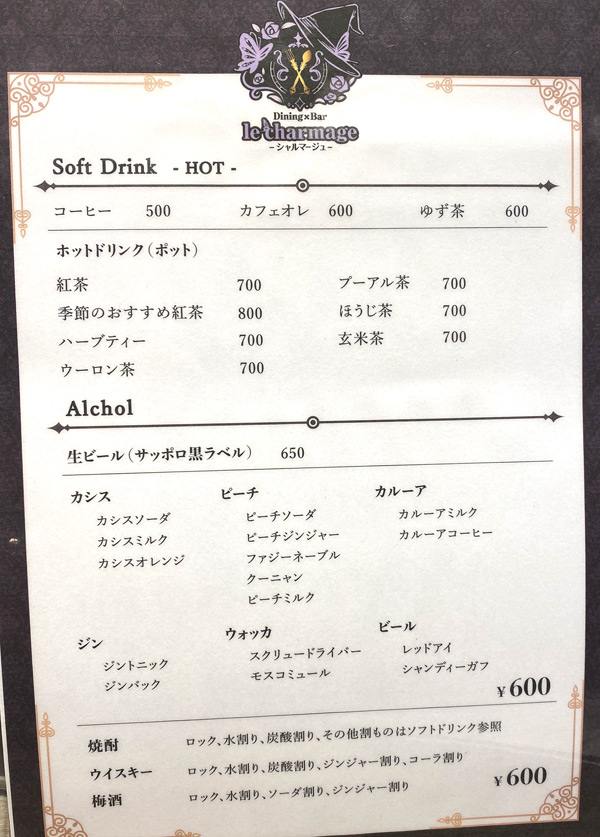 Dining×Bar
le charmage
-シャルマージュ-
Soft Drink - HOT -
コーヒー 500 カフェオレ 600 ゆず茶 600
ホットドリンク(ポット)
紅茶 700 プーアル茶 700
季節のおすすめ紅茶 800 ほうじ茶 700
ハーブティー 700 玄米茶 700
ウーロン茶 700
Alchol
生ビール(サッポロ黒ラベル) 650
カシス ピーチ カルーア
カシスソーダ ピーチソーダ カルーアミルク
カシスミルク ピーチジンジャー カルーアコーヒー
カシスオレンジ ファジーネーブル
クーニャン
ピーチミルク
ジン ウォッカ ビール
ジントニック スクリュードライバー レッドアイ
ジンバック モスコミュール シャンディーガフ
¥600
焼酎 ロック、水割り、炭酸割り、その他割ものはソフトドリンク参照
ウイスキー ロック、水割り、炭酸割り、ジンジャー割り、コーラ割り ¥600
梅酒 ロック、水割り、ソーダ割り、ジンジャー割り